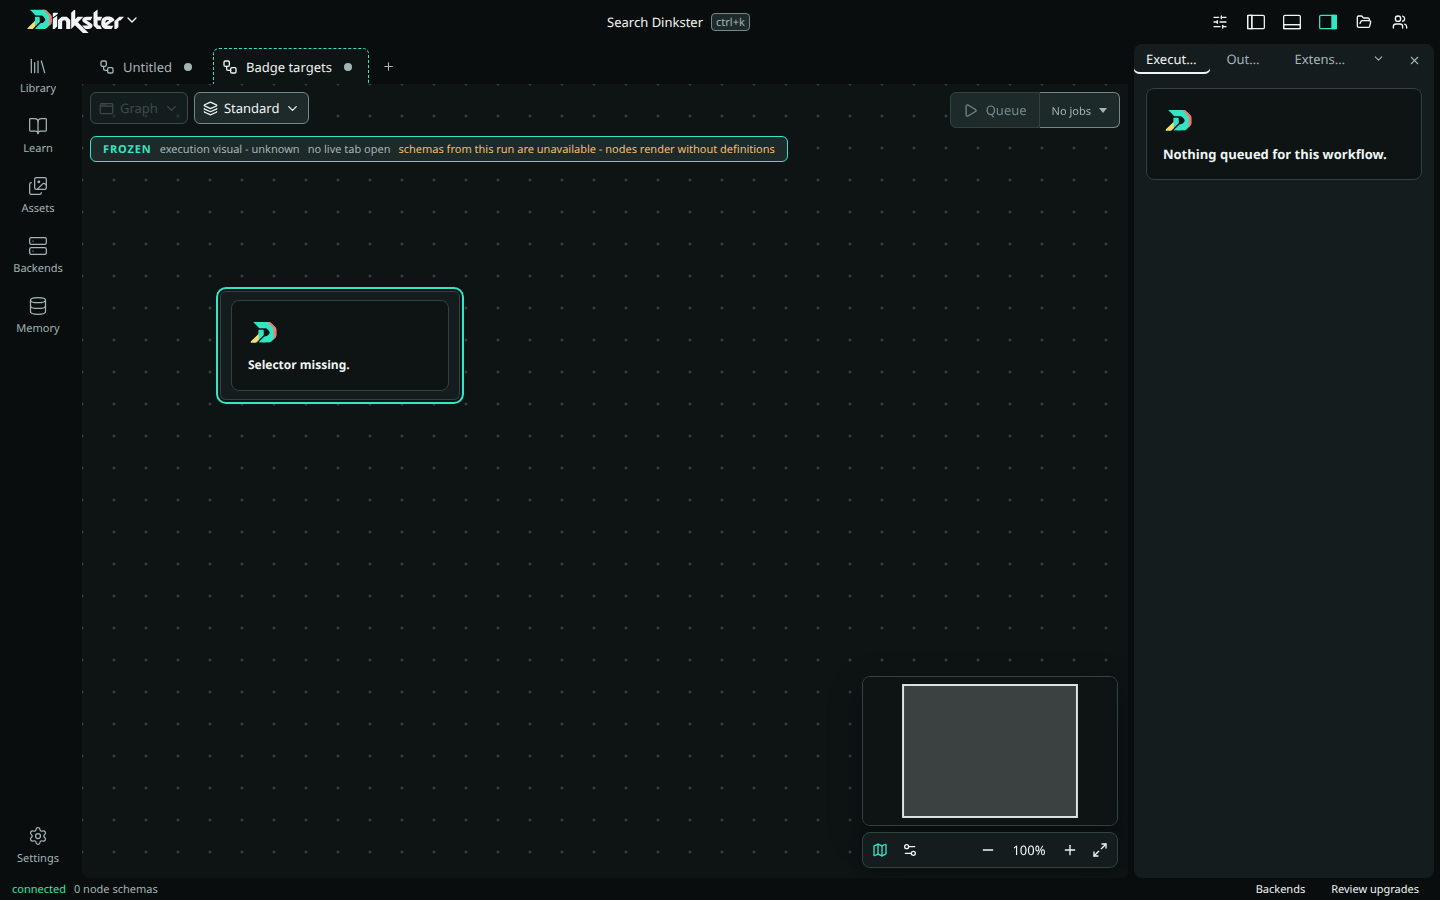 Dinkster
Search Dinkster ctrl+k
Library
Learn
Assets
Backends
Memory
Settings
Untitled
Badge targets
Graph
Standard
Queue
No jobs
FROZEN execution visual - unknown no live tab open schemas from this run are unavailable - nodes render without definitions
Selector missing.
100%
Execut...
Out...
Extens...
Nothing queued for this workflow.
connected 0 node schemas
Backends
Review upgrades